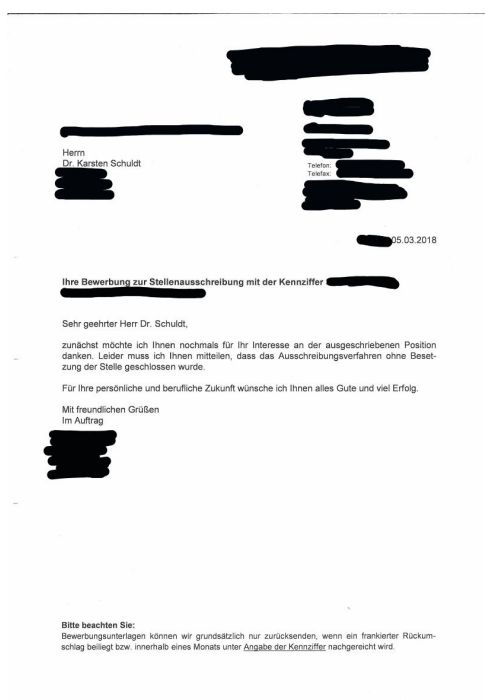 Herrn
Dr. Karsten Schuldt
Telefon:
Telefax:
05.03.2018
Ihre Bewerbung zur Stellenausschreibung mit der Kennziffer
Sehr geehrter Herr Dr. Schuldt,
zunächst möchte ich Ihnen nochmals für Ihr Interesse an der ausgeschriebenen Position
danken. Leider muss ich Ihnen mitteilen, dass das Ausschreibungsverfahren ohne Beset-
zung der Stelle geschlossen wurde.
Für Ihre persönliche und berufliche Zukunft wünsche ich Ihnen alles Gute und viel Erfolg.
Mit freundlichen Grüßen
Im Auftrag
Bitte beachten Sie:
Bewerbungsunterlagen können wir grundsätzlich nur zurücksenden, wenn ein frankierter Rückum-
schlag beiliegt bzw. innerhalb eines Monats unter Angabe der Kennziffer nachgereicht wird.